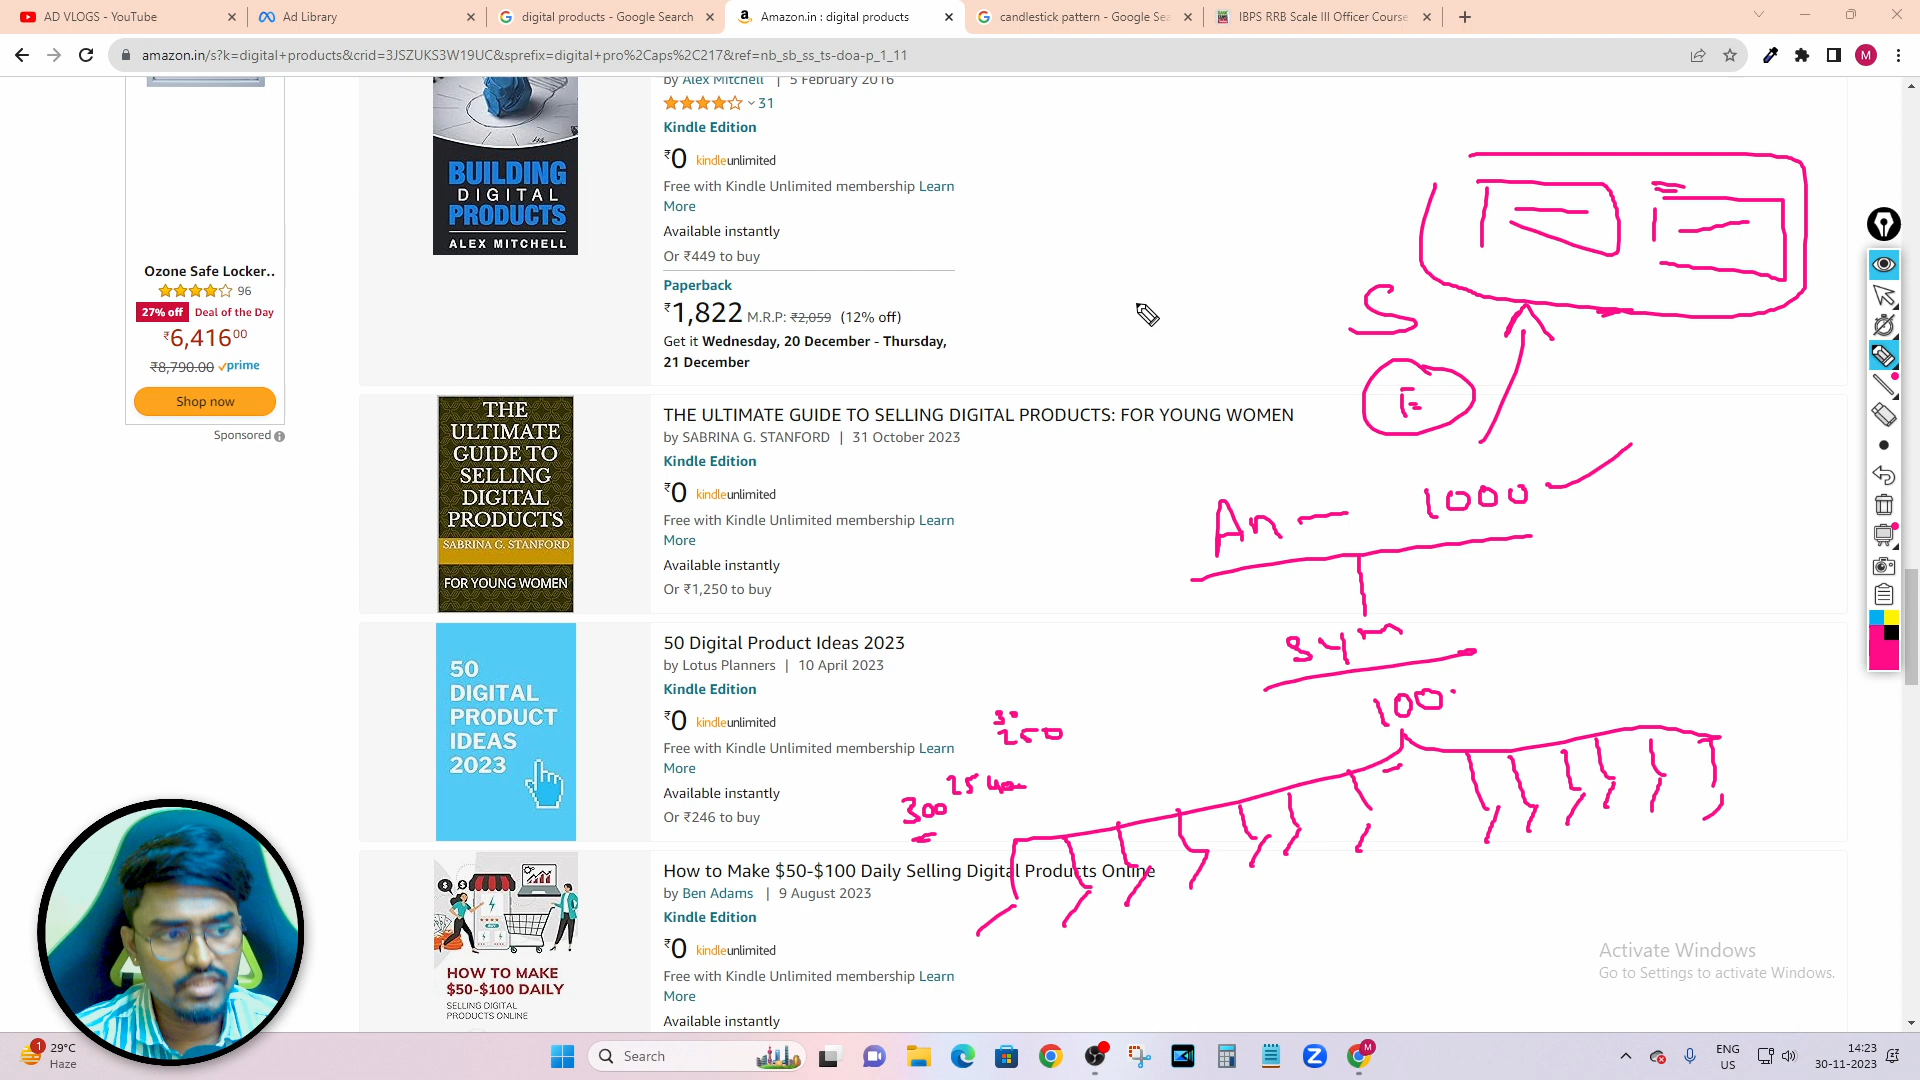 AD VLOGS - YouTube
Ad Library
digital products - Google Search
Amazon.in : digital products
candlestick pattern - Google Sea
IBPS RRB Scale III Officer Course
amazon.in/s?k=digital+products&crid=3JSZUKS3W19UC&sprefix=digital+pro%2Caps%2C217&ref=nb_sb_ss_ts-doa-p_1_11
M
Ozone Safe Locker..
96
27% off Deal of the Day
₹6,41600
₹8,790.00 prime
Shop now
Sponsored
BUILDING
DIGITAL
PRODUCTS
ALEX MITCHELL
by Alex Mitchell | 5 February 2016
31
Kindle Edition
₹0 kindleunlimited
Free with Kindle Unlimited membership Learn
More
Available instantly
Or ₹449 to buy
Paperback
₹1,822 M.R.P: ₹2,059 (12% off)
Get it Wednesday, 20 December - Thursday,
21 December
THE
ULTIMATE
GUIDE TO
SELLING
DIGITAL
PRODUCTS
SABRINA G. STANFORD
FOR YOUNG WOMEN
THE ULTIMATE GUIDE TO SELLING DIGITAL PRODUCTS: FOR YOUNG WOMEN
by SABRINA G. STANFORD | 31 October 2023
Kindle Edition
₹0 kindleunlimited
Free with Kindle Unlimited membership Learn
More
Available instantly
Or ₹1,250 to buy
50
DIGITAL
PRODUCT
IDEAS
2023
50 Digital Product Ideas 2023
by Lotus Planners | 10 April 2023
Kindle Edition
₹0 kindleunlimited
Free with Kindle Unlimited membership Learn
More
Available instantly
Or ₹246 to buy
HOW TO MAKE
$50-$100 DAILY
SELLING DIGITAL
PRODUCTS ONLINE
How to Make $50-$100 Daily Selling Digital Products Online
by Ben Adams | 9 August 2023
Kindle Edition
₹0 kindleunlimited
Free with Kindle Unlimited membership Learn
More
Available instantly
S
E
An — 1000
100
250
300
Activate Windows
Go to Settings to activate Windows.
1
29°C
Haze
Search
ENG
US
14:23
30-11-2023